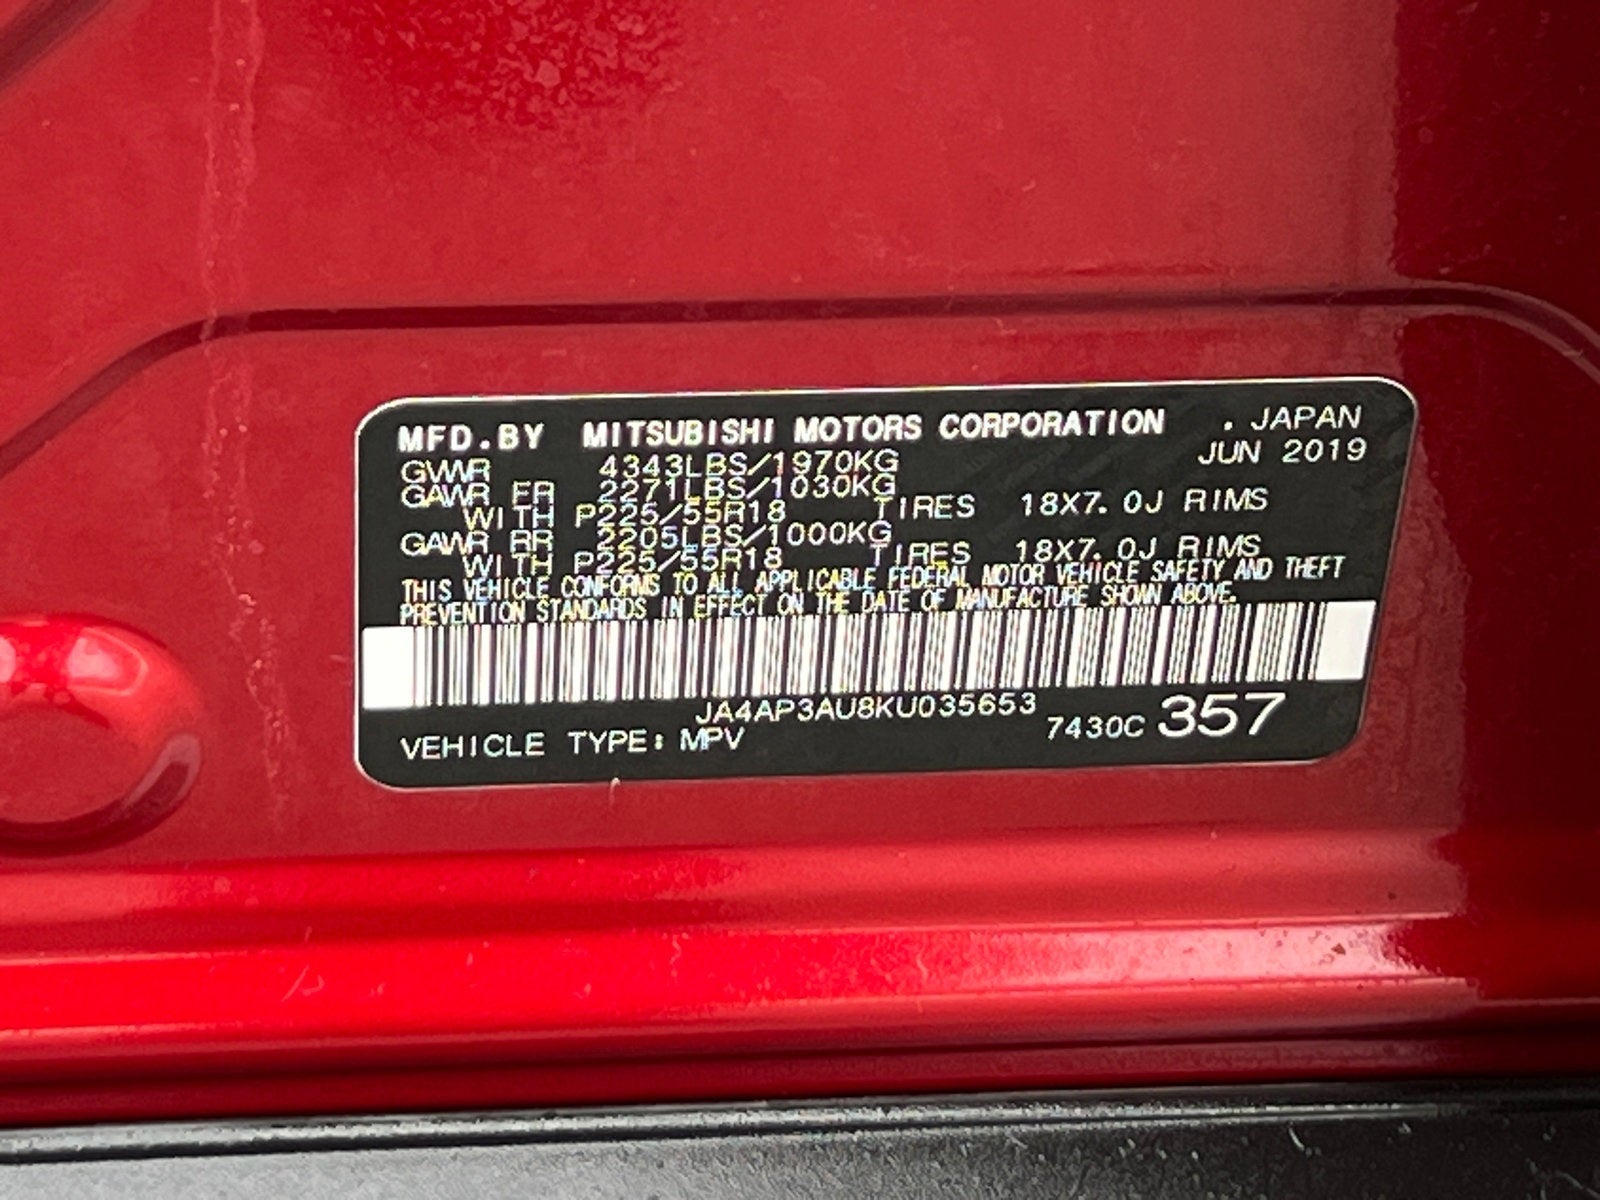 MFD.BY MITSUBISHI MOTORS CORPORATION . JAPAN
JUN 2019
GVWR 4343LBS/1970KG
GAWR FR 2271LBS/1030KG
WITH P225/55R18 TIRES 18X7.0J RIMS
GAWR RR 2205LBS/1000KG
WITH P225/55R18 TIRES 18X7.0J RIMS
THIS VEHICLE CONFORMS TO ALL APPLICABLE FEDERAL MOTOR VEHICLE SAFETY AND THEFT
PREVENTION STANDARDS IN EFFECT ON THE DATE OF MANUFACTURE SHOWN ABOVE.
JA4AP3AU8KU035653
VEHICLE TYPE: MPV 7430C 357